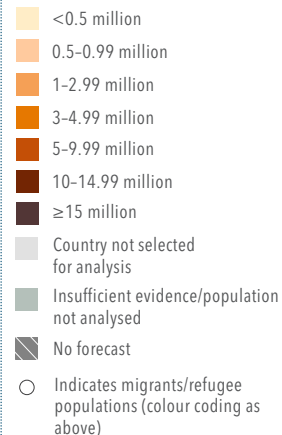 <0.5 million
0.5–0.99 million
1–2.99 million
3–4.99 million
5–9.99 million
10–14.99 million
≥15 million
Country not selected
for analysis
Insufficient evidence/population
not analysed
No forecast
Indicates migrants/refugee
populations (colour coding as
above)